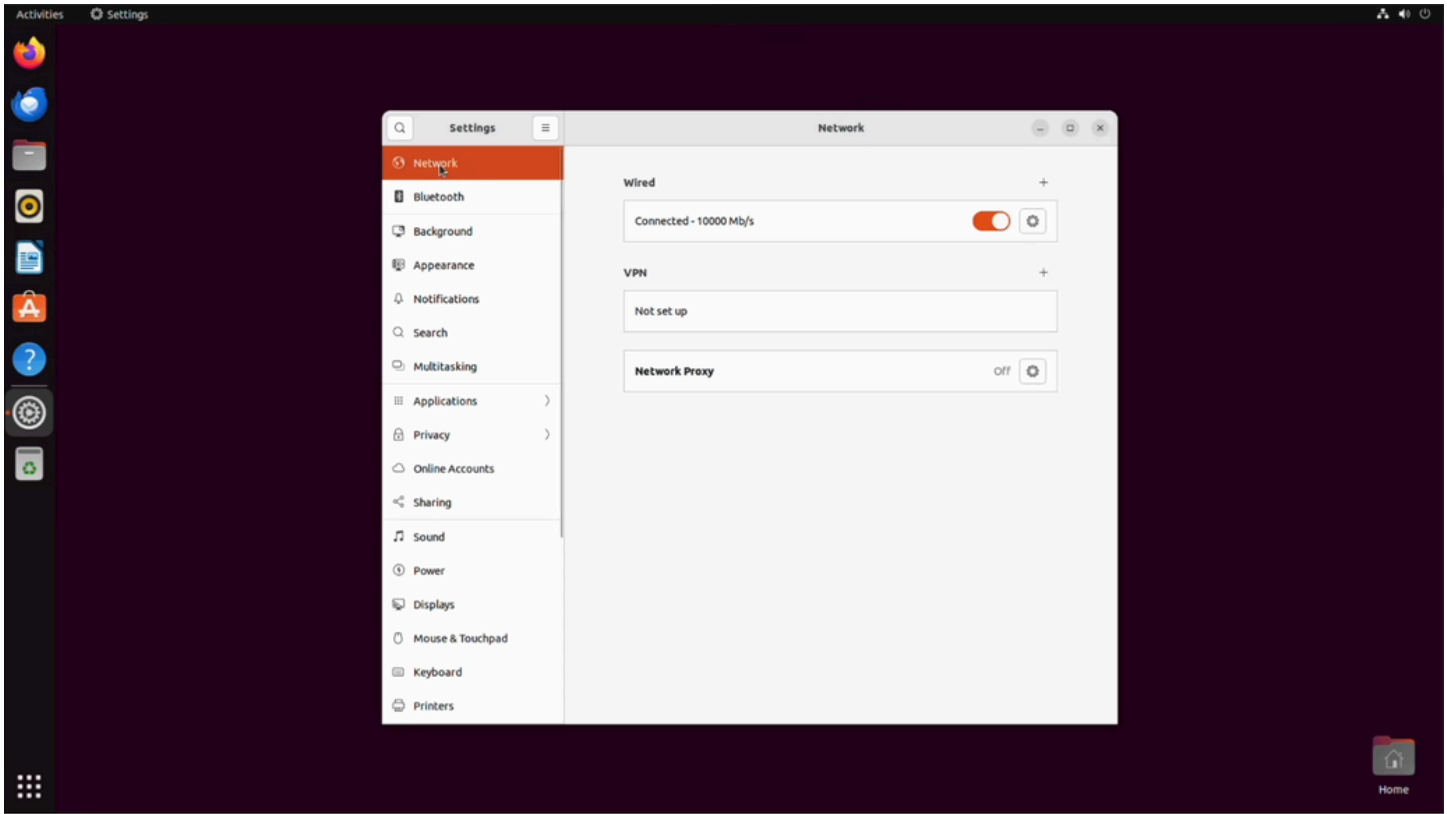 Activities Settings
Settings
Network
Network
Bluetooth
Background
Appearance
Notifications
Search
Multitasking
Applications
Privacy
Online Accounts
Sharing
Sound
Power
Displays
Mouse & Touchpad
Keyboard
Printers
Wired
Connected - 10000 Mb/s
VPN
Not set up
Network Proxy Off
Home